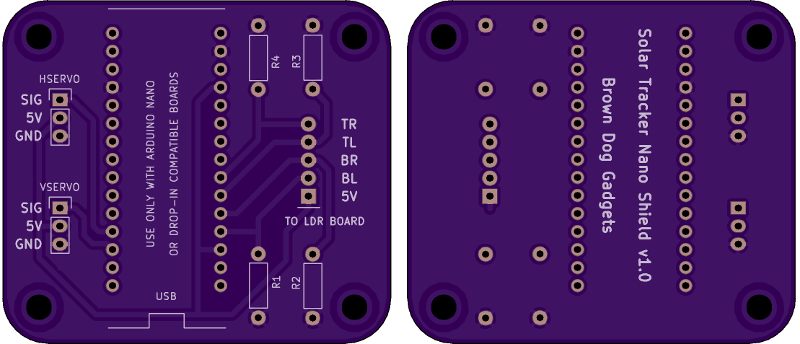 R4
R3
HSERVO
SIG
5V
GND
USE ONLY WITH ARDUINO NANO
OR DROP-IN COMPATIBLE BOARDS
TR
TL
BR
BL
5V
TO LDR BOARD
VSERVO
SIG
5V
GND
R1
R2
USB
Solar Tracker Nano Shield v1.0
Brown Dog Gadgets